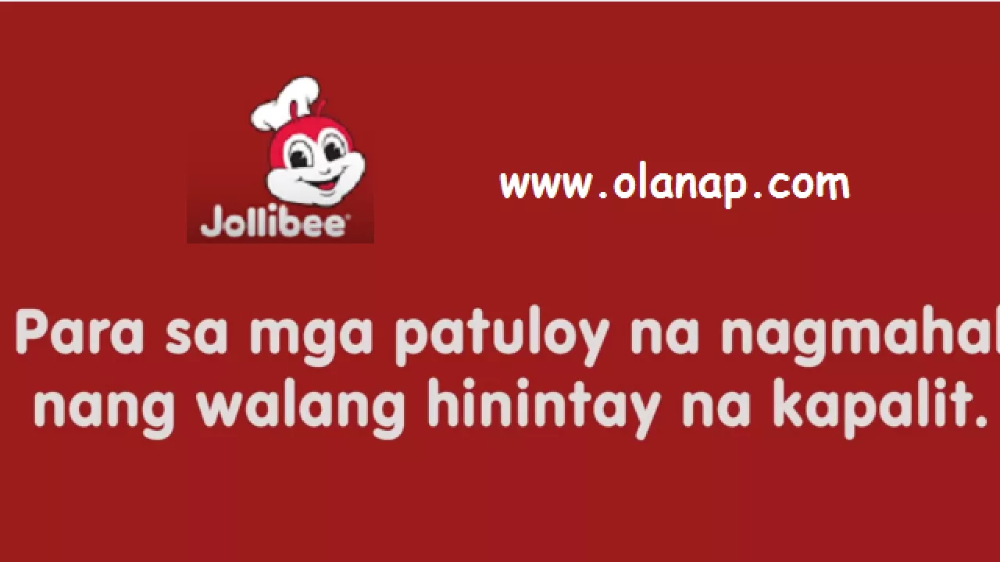 Jollibee
www.olanap.com
Para sa mga patuloy na nagmahal
nang walang hinintay na kapalit.